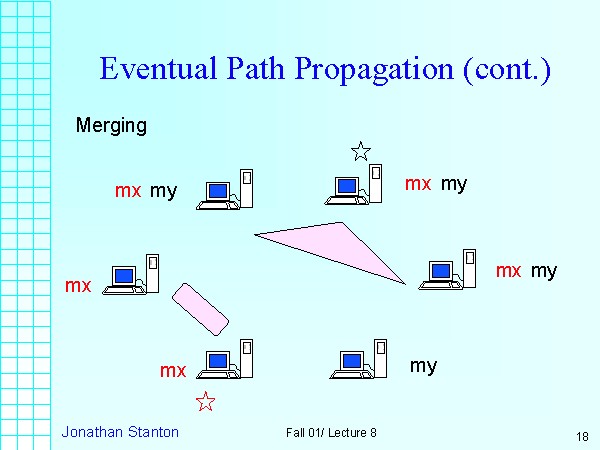 Eventual Path Propagation (cont.)
Merging
mx my
mx my
mx my
mx
mx
my
Jonathan Stanton
Fall 01/ Lecture 8
18